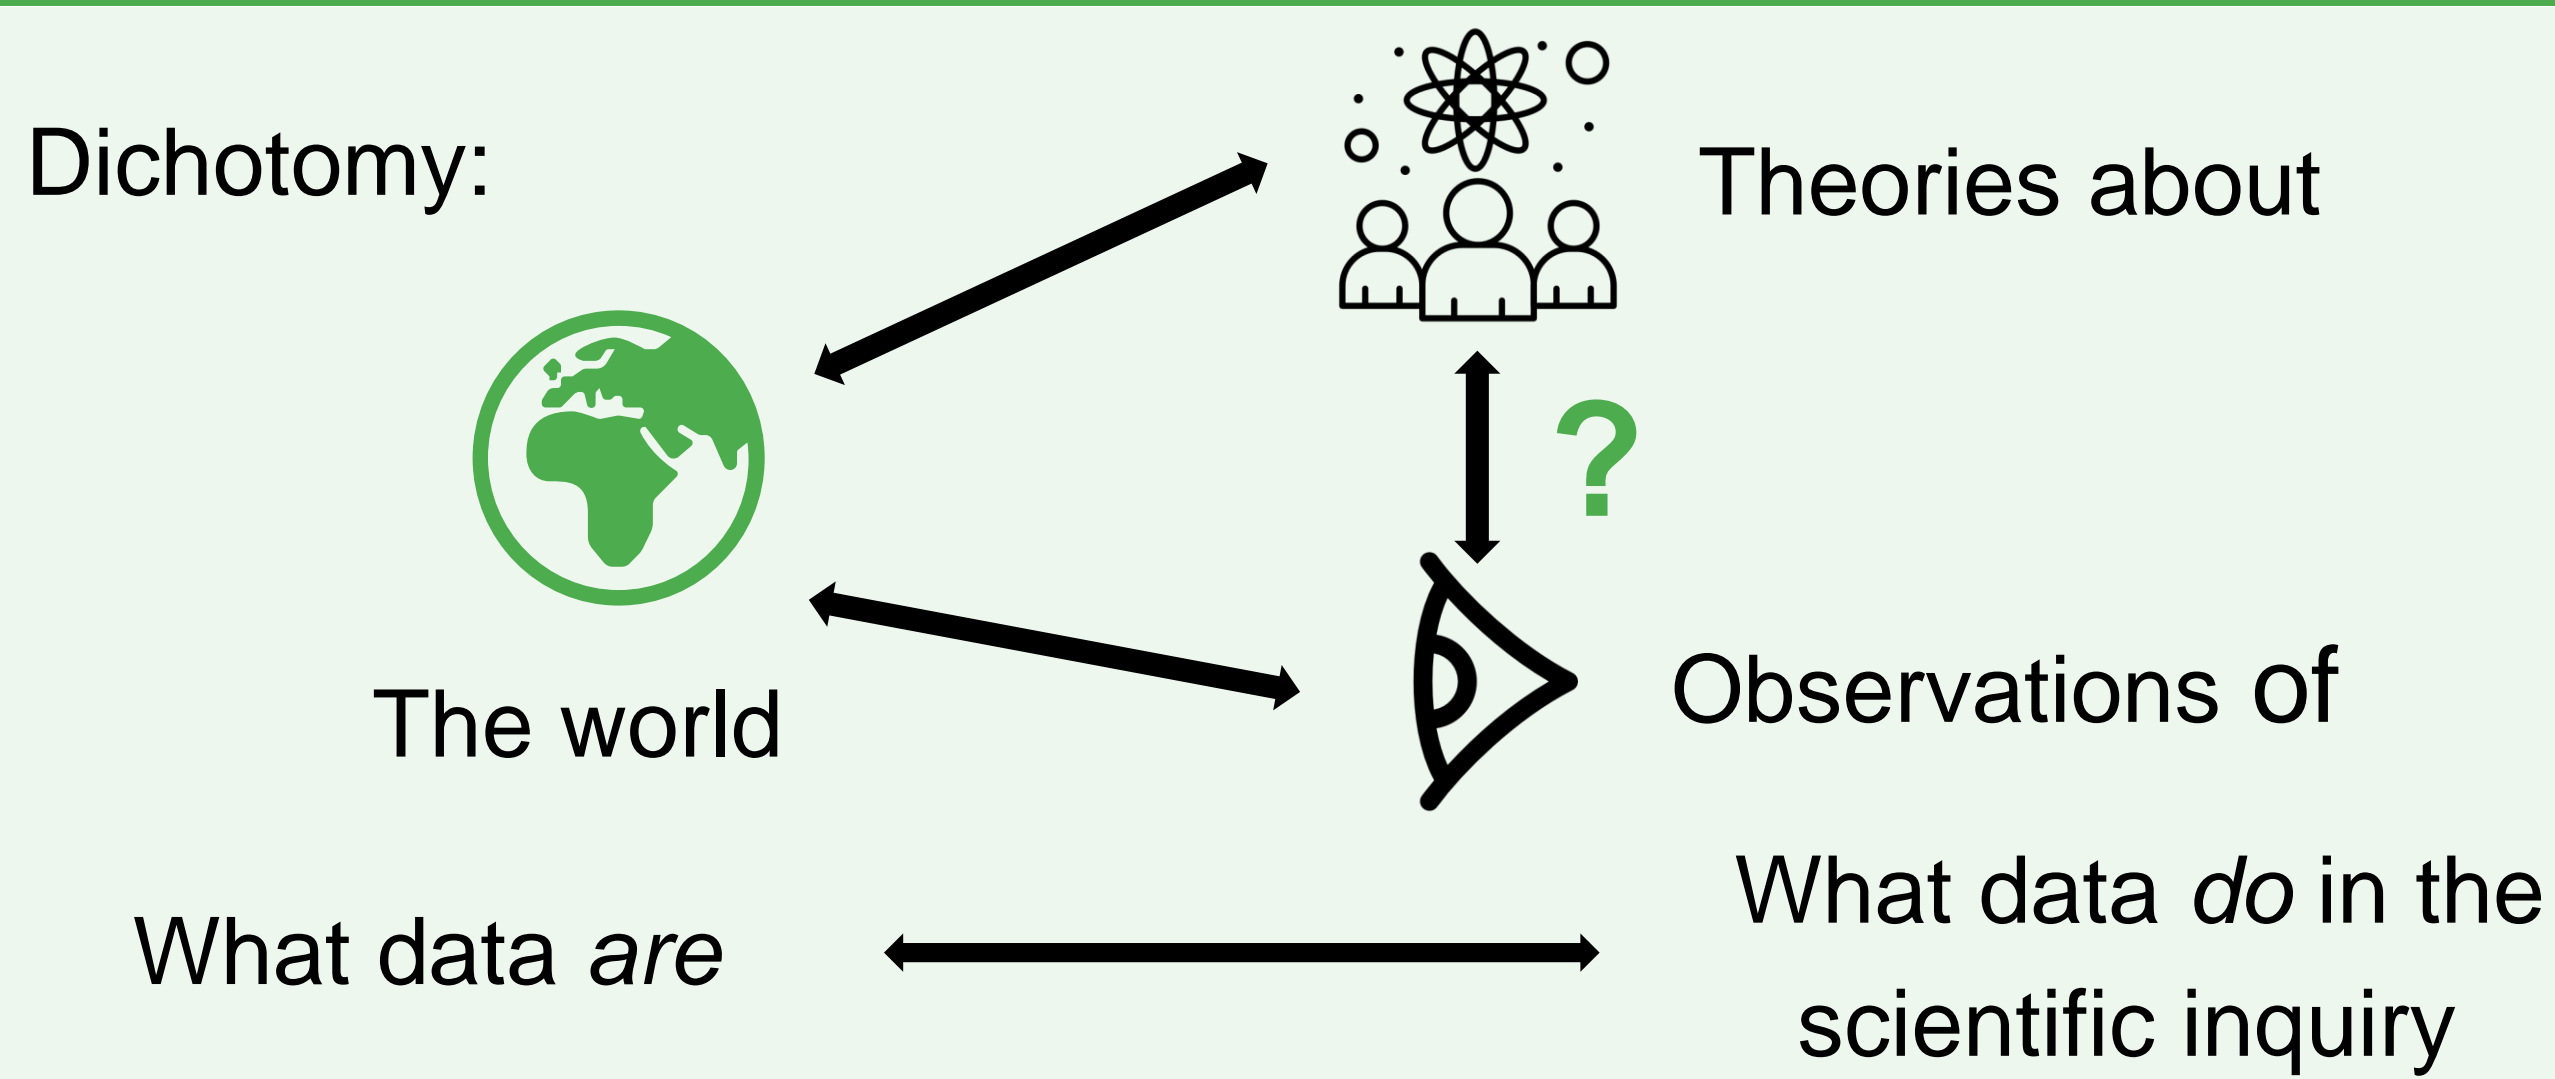 Dichotomy:
Theories about
?
The world
Observations of
What data are
What data do in the
scientific inquiry